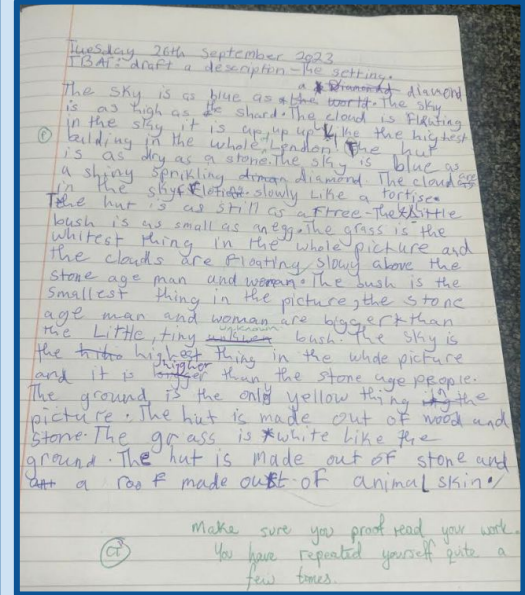 Tuesday 26th September 2023
TBAT: draft a description - the setting.
The sky is as blue as a diamond
is as high as the shard. The cloud is Floating
in the sky it is up, up, up like the highest
building in the whole London! The hut
is as dry as a stone. The sky is blue as
a shiny sprikling diamond. The cloud are
in the sky slowly Like a tortise.
The hut is as still as a tree. The little
bush is as small as an egg. The grass is the
whitest thing in the whole picture and
the clouds are Floating slowy above the
stone age man and woman. The bush is the
smallest thing in the picture, the stone
age man and woman are bigger than
the Little, tiny unknown bush. The sky is
the highest thing in the whole picture
and it is higher than the stone age people.
The ground is the only yellow thing the
picture. The hut is made out of wood and
stone. The grass is white Like the
ground. The hut is made out of stone and
a roof made out of animal skin.
Make sure you proof read your work.
You have repeated yourself quite a
few times.